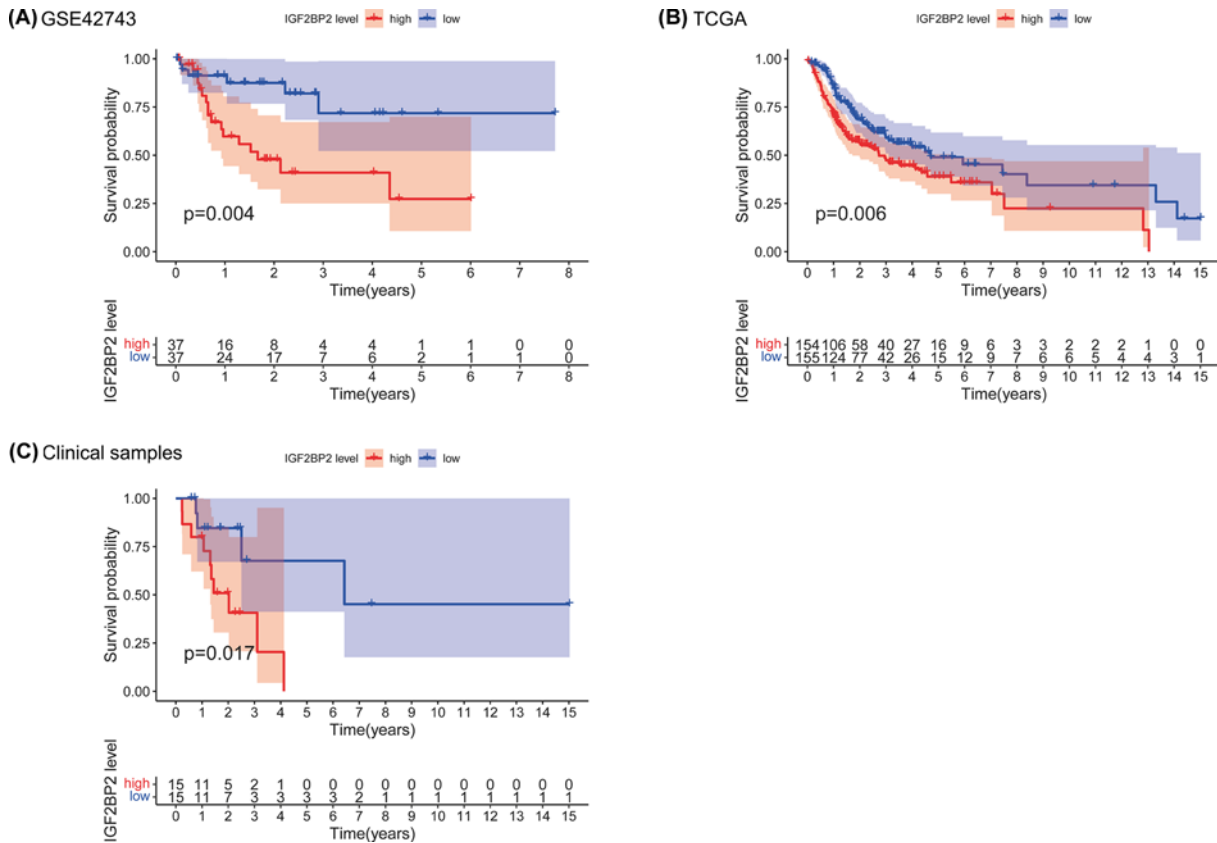 (A) GSE42743
IGF2BP2 level high low
Survival probability
1.00
0.75
0.50
0.25
0.00
p=0.004
0 1 2 3 4 5 6 7 8
Time(years)
IGF2BP2 level
high 37 16 8 4 4 1 1 0 0
low 37 24 17 7 6 2 1 1 0
0 1 2 3 4 5 6 7 8
Time(years)
(B) TCGA
IGF2BP2 level high low
Survival probability
1.00
0.75
0.50
0.25
0.00
p=0.006
0 1 2 3 4 5 6 7 8 9 10 11 12 13 14 15
Time(years)
IGF2BP2 level
high 154 106 58 40 27 16 9 6 3 3 2 2 2 1 0 0
low 155 124 77 42 26 15 12 9 7 6 6 5 4 4 3 1
0 1 2 3 4 5 6 7 8 9 10 11 12 13 14 15
Time(years)
(C) Clinical samples
IGF2BP2 level high low
Survival probability
1.00
0.75
0.50
0.25
0.00
p=0.017
0 1 2 3 4 5 6 7 8 9 10 11 12 13 14 15
Time(years)
IGF2BP2 level
high 15 11 5 2 1 0 0 0 0 0 0 0 0 0 0 0
low 15 11 7 3 3 3 3 2 1 1 1 1 1 1 1 1
0 1 2 3 4 5 6 7 8 9 10 11 12 13 14 15
Time(years)